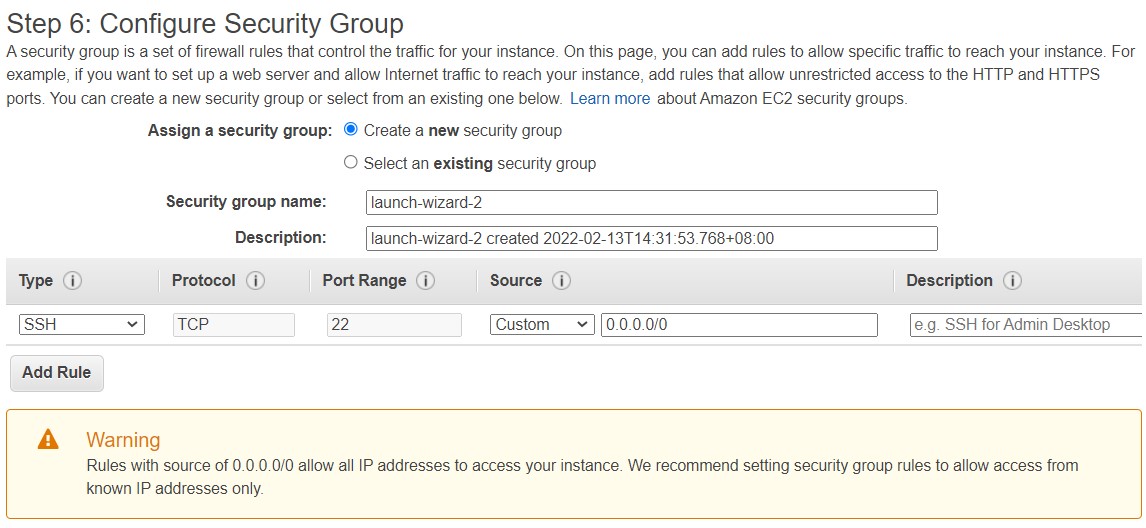 Step 6: Configure Security Group
A security group is a set of firewall rules that control the traffic for your instance. On this page, you can add rules to allow specific traffic to reach your instance. For
example, if you want to set up a web server and allow Internet traffic to reach your instance, add rules that allow unrestricted access to the HTTP and HTTPS
ports. You can create a new security group or select from an existing one below. Learn more about Amazon EC2 security groups.
Assign a security group: Create a new security group
Select an existing security group
Security group name: launch-wizard-2
Description: launch-wizard-2 created 2022-02-13T14:31:53.768+08:00
Type i Protocol i Port Range i Source i Description i
SSH TCP 22 Custom 0.0.0.0/0 e.g. SSH for Admin Desktop
Add Rule
Warning
Rules with source of 0.0.0.0/0 allow all IP addresses to access your instance. We recommend setting security group rules to allow access from
known IP addresses only.